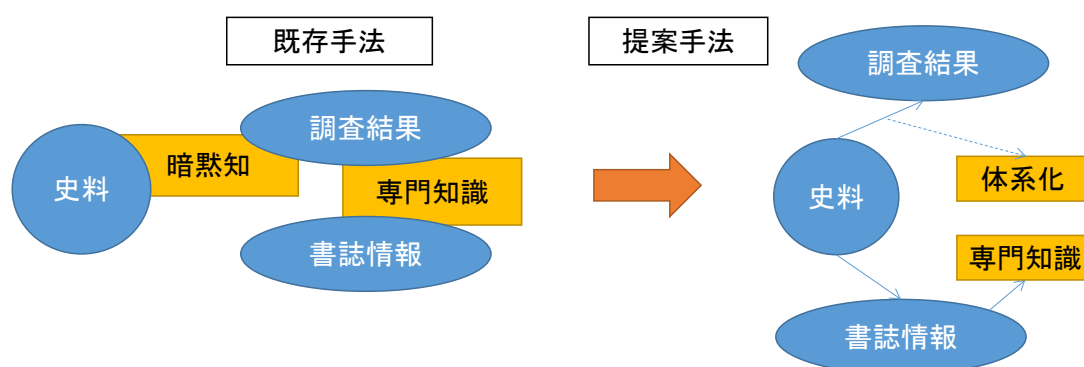 既存手法
提案手法
調査結果
暗黙知
史料
専門知識
書誌情報
調査結果
体系化
史料
専門知識
書誌情報